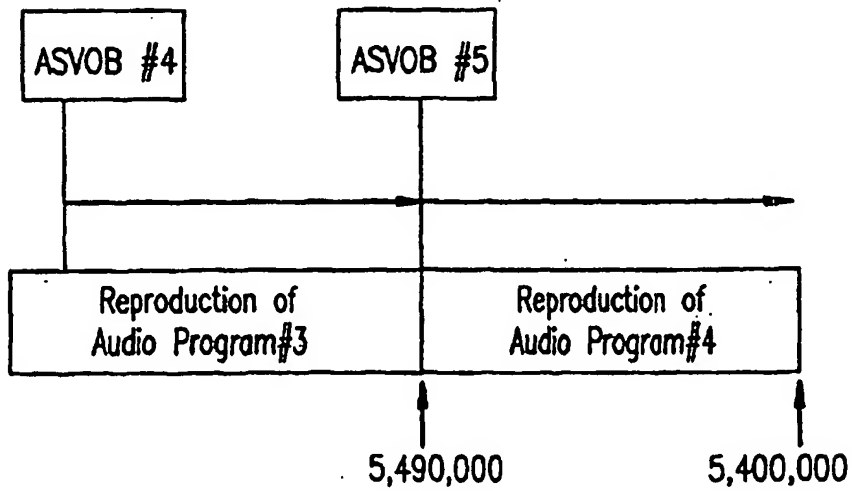 ASVOB #4
ASVOB #5
Reproduction of
Audio Program#3
Reproduction of
Audio Program#4
5,490,000
5,400,000